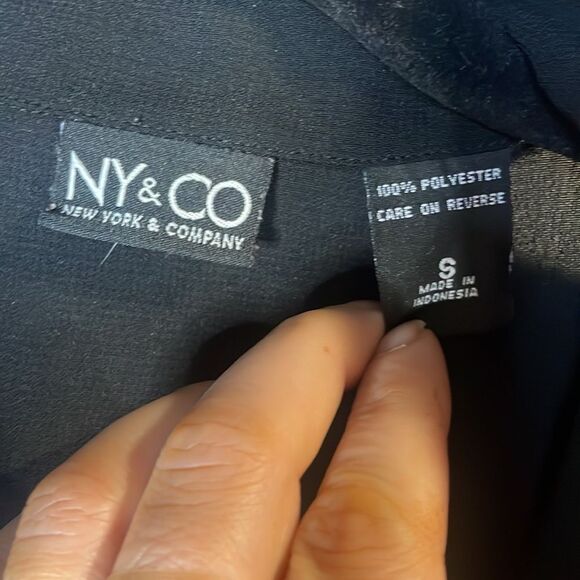 NY & CO
NEW YORK & COMPANY
100% POLYESTER
CARE ON REVERSE
S
MADE IN
INDONESIA